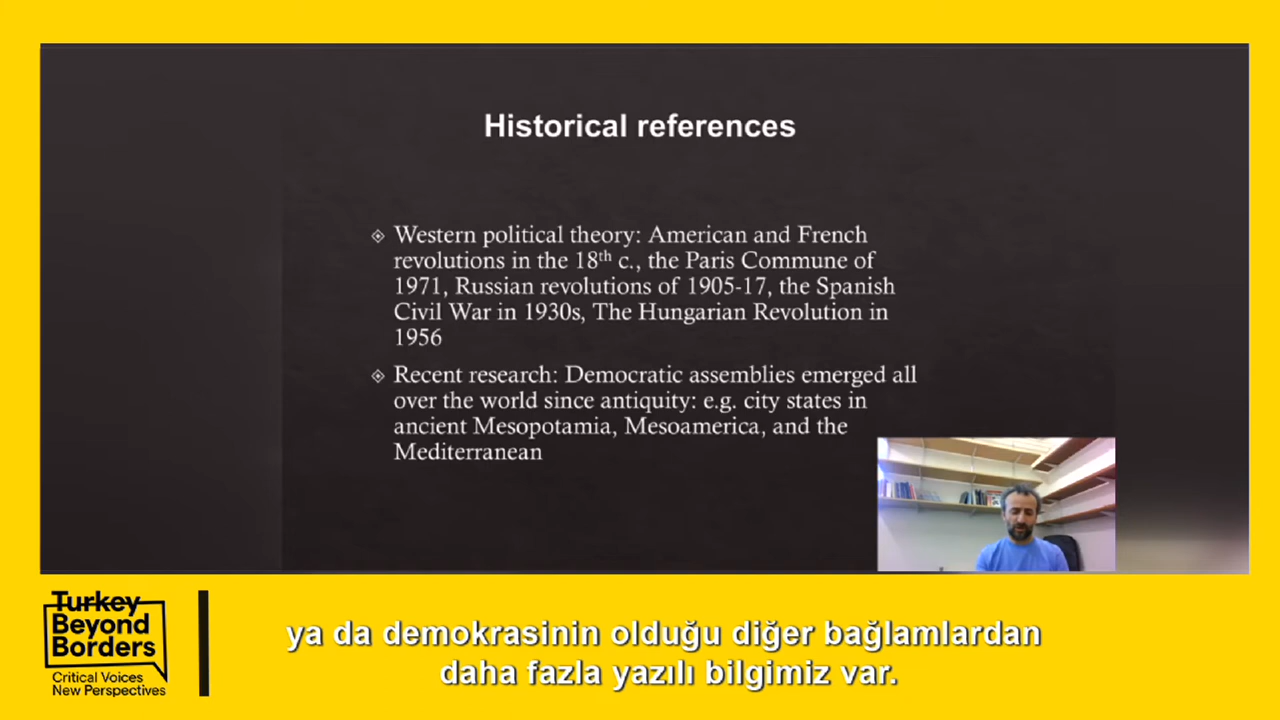 Historical references
Western political theory: American and French
revolutions in the 18th c., the Paris Commune of
1971, Russian revolutions of 1905-17, the Spanish
Civil War in 1930s, The Hungarian Revolution in
1956
Recent research: Democratic assemblies emerged all
over the world since antiquity: e.g. city states in
ancient Mesopotamia, Mesoamerica, and the
Mediterranean
Turkey
Beyond
Borders
Critical Voices
New Perspectives
ya da demokrasinin olduğu diğer bağlamlardan
daha fazla yazılı bilgimiz var.